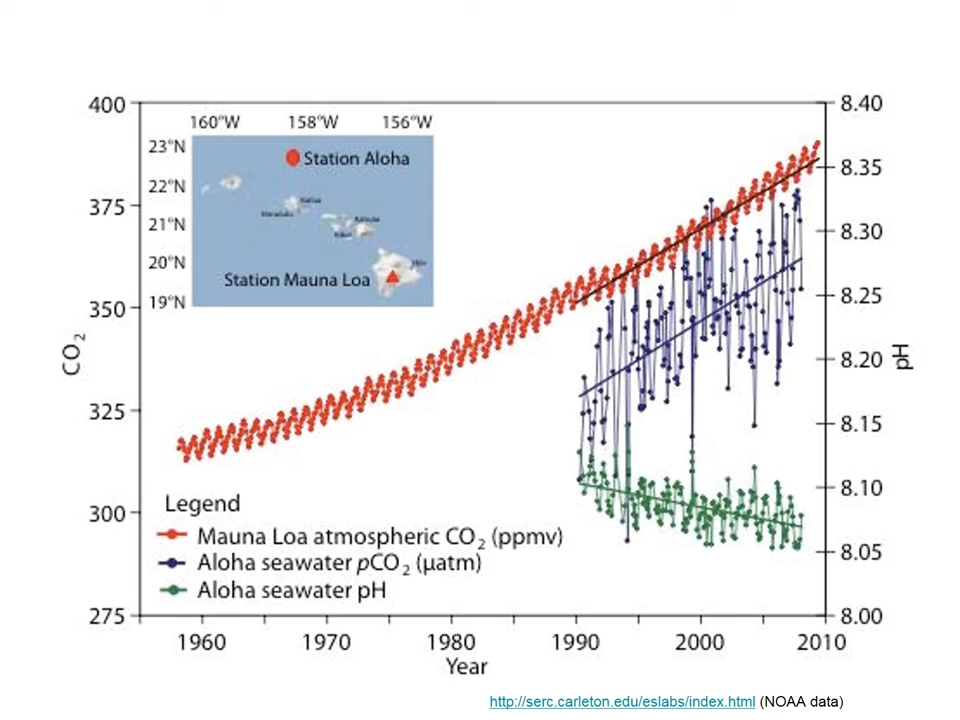 400
375
350
325
300
275
CO2
160°W 158°W 156°W
23°N
22°N
21°N
20°N
19°N
Station Aloha
Station Mauna Loa
Legend
Mauna Loa atmospheric CO2 (ppmv)
Aloha seawater pCO2 (µatm)
Aloha seawater pH
8.40
8.35
8.30
8.25
8.20
8.15
8.10
8.05
8.00
pH
1960 1970 1980 1990 2000 2010
Year
http://serc.carleton.edu/eslabs/index.html (NOAA data)